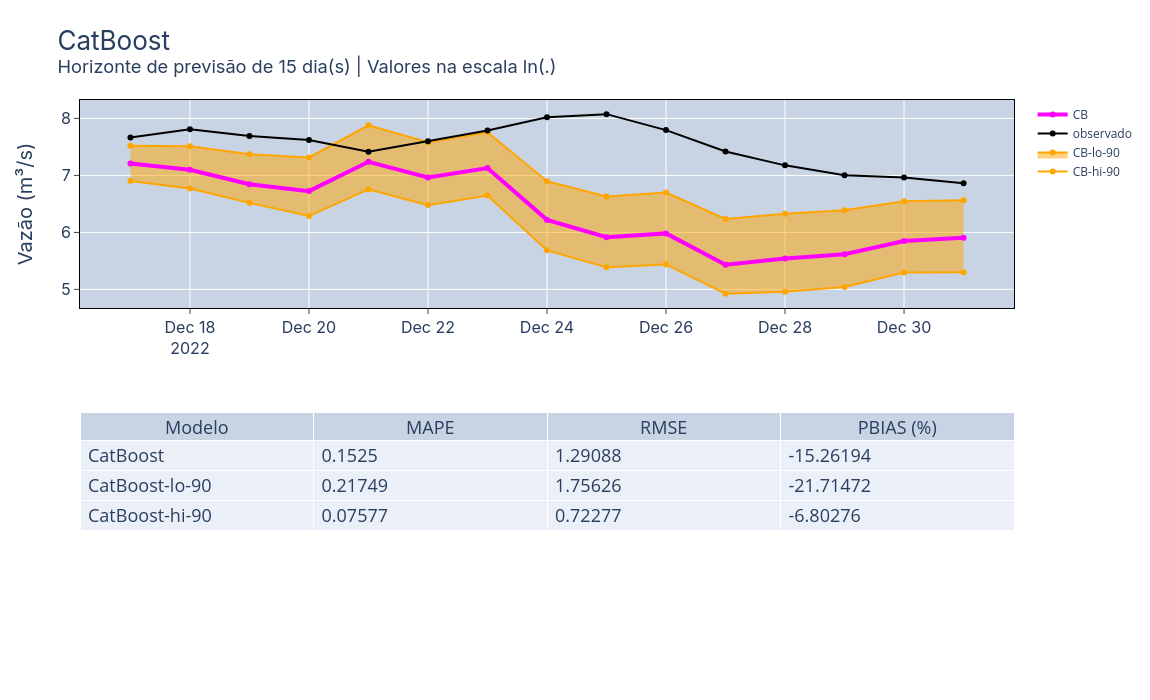 CatBoost
Horizonte de previsão de 15 dia(s) | Valores na escala ln(.)
Vazão (m³/s)
8
7
6
5
Dec 18
2022
Dec 20
Dec 22
Dec 24
Dec 26
Dec 28
Dec 30
CB
observado
CB-lo-90
CB-hi-90
Modelo MAPE RMSE PBIAS (%)
CatBoost 0.1525 1.29088 -15.26194
CatBoost-lo-90 0.21749 1.75626 -21.71472
CatBoost-hi-90 0.07577 0.72277 -6.80276